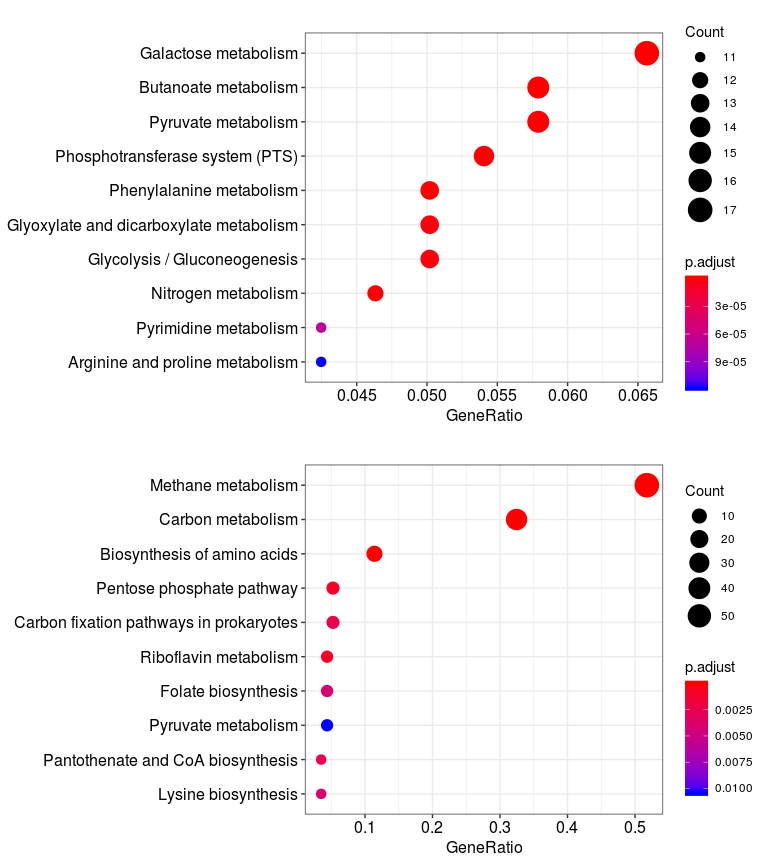 Galactose metabolism
Butanoate metabolism
Pyruvate metabolism
Phosphotransferase system (PTS)
Phenylalanine metabolism
Glyoxylate and dicarboxylate metabolism
Glycolysis / Gluconeogenesis
Nitrogen metabolism
Pyrimidine metabolism
Arginine and proline metabolism
0.045 0.050 0.055 0.060 0.065
GeneRatio
Count
11
12
13
14
15
16
17
p.adjust
3e-05
6e-05
9e-05
Methane metabolism
Carbon metabolism
Biosynthesis of amino acids
Pentose phosphate pathway
Carbon fixation pathways in prokaryotes
Riboflavin metabolism
Folate biosynthesis
Pyruvate metabolism
Pantothenate and CoA biosynthesis
Lysine biosynthesis
0.1 0.2 0.3 0.4 0.5
GeneRatio
Count
10
20
30
40
50
p.adjust
0.0025
0.0050
0.0075
0.0100